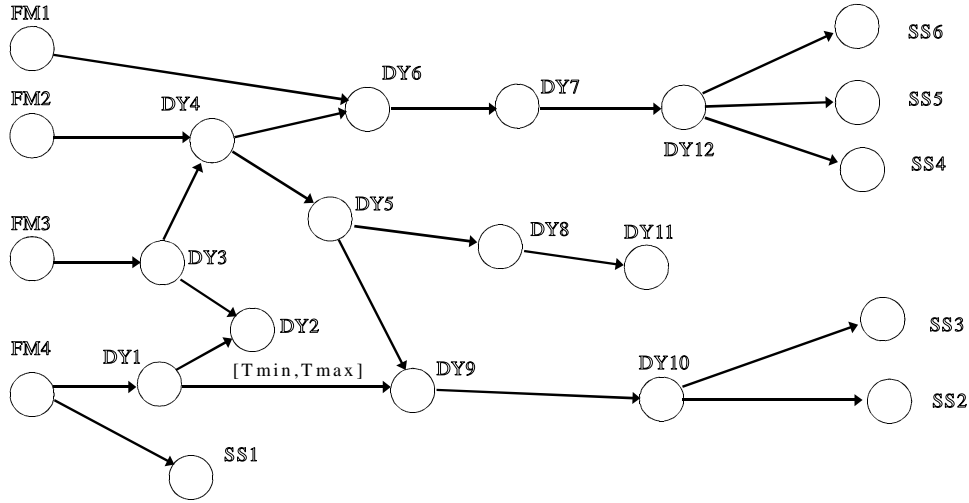 FM1
SS6
DY6
DY7
FM2
DY4
SS5
DY12
SS4
DY5
FM3
DY8
DY11
DY3
DY2
SS3
FM4
DY1
[Tmin,Tmax]
DY9
DY10
SS2
SS1